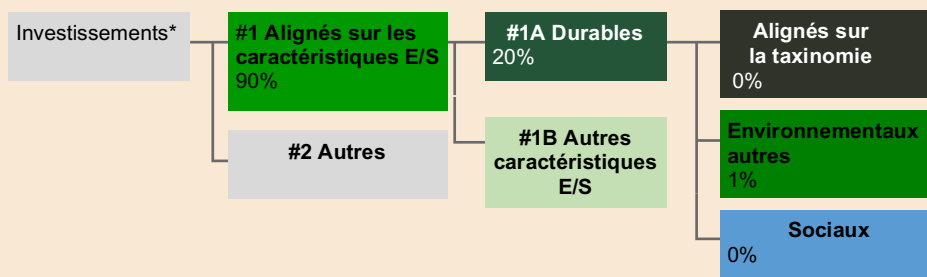 Investissements*
#1 Alignés sur les
caractéristiques E/S
90%
#2 Autres
#1A Durables
20%
#1B Autres
caractéristiques
E/S
Alignés sur
la taxinomie
0%
Environnementaux
autres
1%
Sociaux
0%